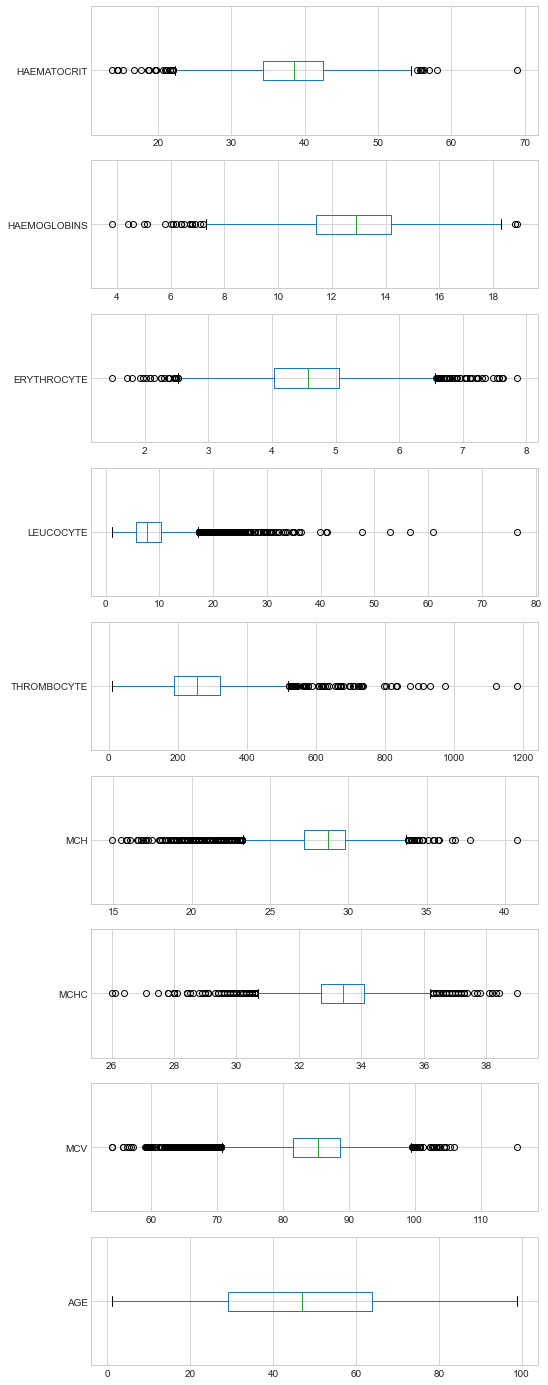 HAEMATOCRIT
20 30 40 50 60 70
HAEMOGLOBINS
4 6 8 10 12 14 16 18
ERYTHROCYTE
2 3 4 5 6 7 8
LEUCOCYTE
0 10 20 30 40 50 60 70 80
THROMBOCYTE
0 200 400 600 800 1000 1200
MCH
15 20 25 30 35 40
MCHC
26 28 30 32 34 36 38
MCV
60 70 80 90 100 110
AGE
0 20 40 60 80 100